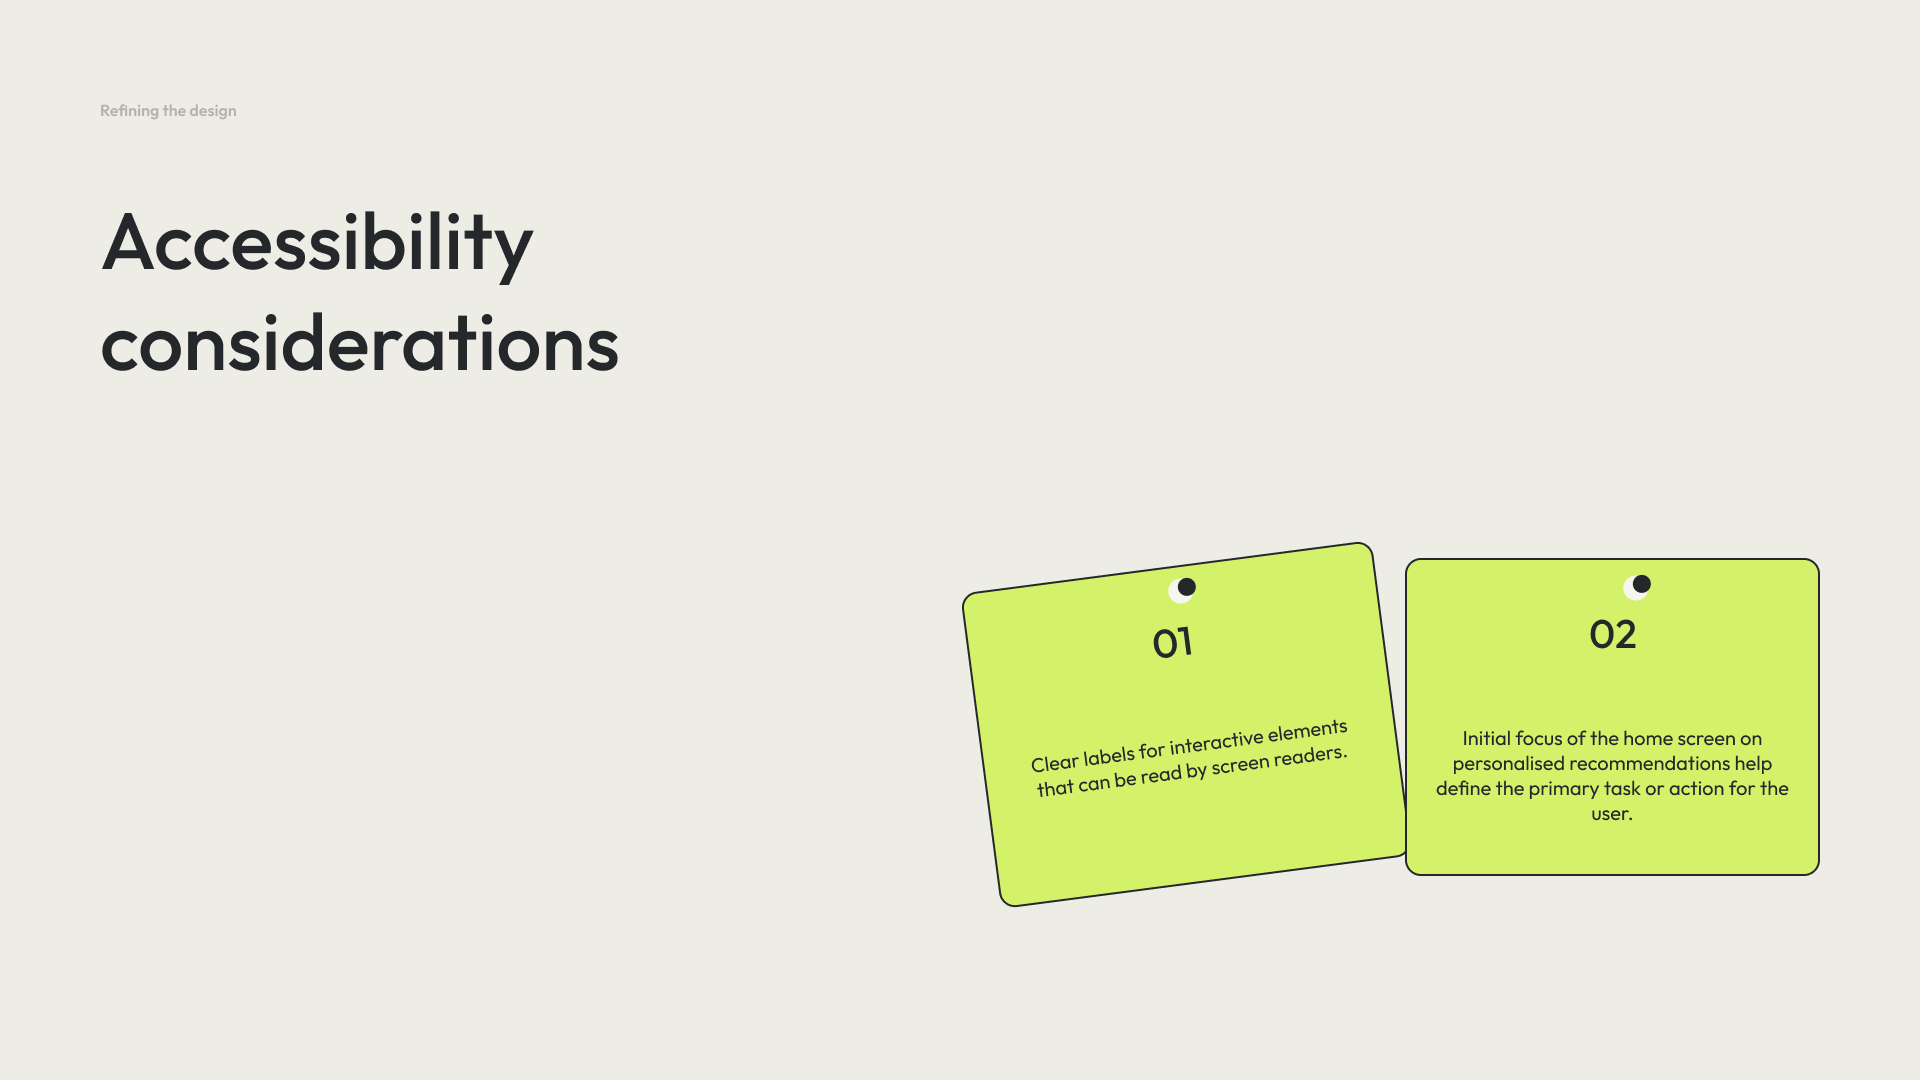 Refining the design
Accessibility
considerations
01
Clear labels for interactive elements
that can be read by screen readers.
02
Initial focus of the home screen on
personalised recommendations help
define the primary task or action for the
user.